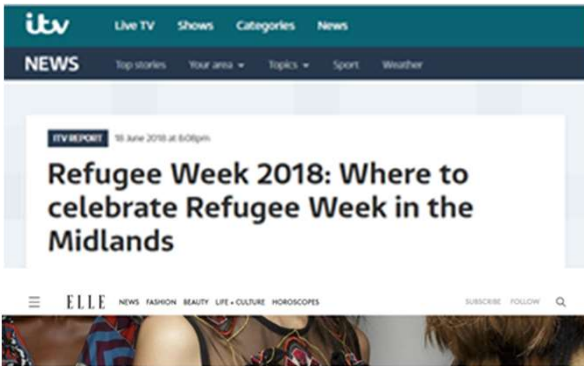 itv Live TV Shows Categories News
NEWS Top stories Your area Topics Sport Weather
ITV REPORT 18 June 2018 at 8:08pm
Refugee Week 2018: Where to
celebrate Refugee Week in the
Midlands
ELLE NEWS FASHION BEAUTY LIFE + CULTURE HOROSCOPES SUBSCRIBE FOLLOW